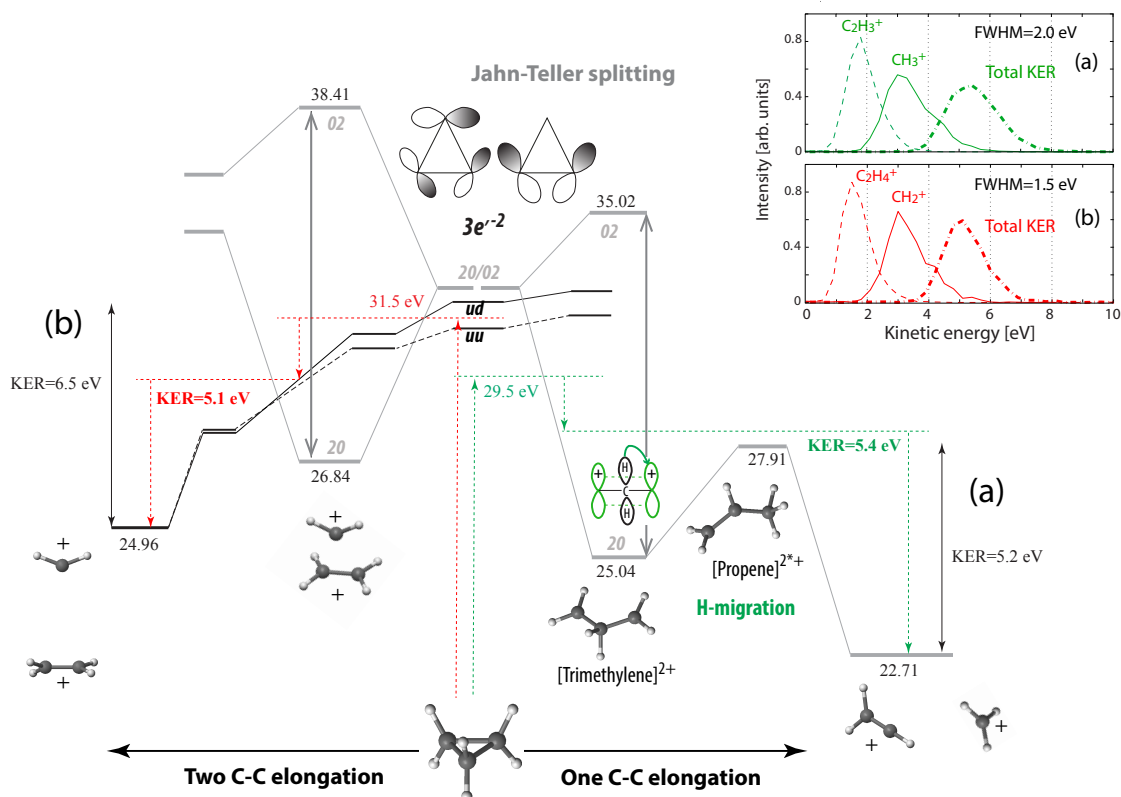 Jahn-Teller splitting
38.41
02
3e′⁻²
35.02
02
20/02
31.5 eV
ud
uu
(b)
KER=6.5 eV
KER=5.1 eV
29.5 eV
20
26.84
24.96
+
+
+
+
KER=5.4 eV
27.91
(a)
KER=5.2 eV
H
+
+
C
H
20
25.04
[Propene]²*⁺
H-migration
[Trimethylene]²⁺
22.71
+
+
Two C-C elongation
One C-C elongation
Intensity [arb. units]
0.8
0.4
0
C₂H₃⁺
CH₃⁺
FWHM=2.0 eV
(a)
Total KER
0.8
0.4
0
C₂H₄⁺
CH₂⁺
FWHM=1.5 eV
(b)
Total KER
0 2 4 6 8 10
Kinetic energy [eV]